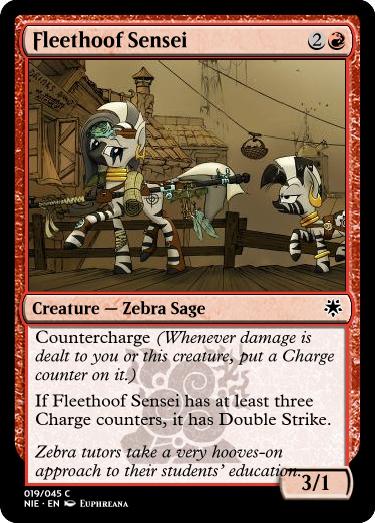 Fleethoof Sensei 2
Creature — Zebra Sage
Countercharge (Whenever damage is
dealt to you or this creature, put a Charge
counter on it.)
If Fleethoof Sensei has at least three
Charge counters, it has Double Strike.
Zebra tutors take a very hooves-on
approach to their students' education.
3/1
019/045 C
NIE • EN Euphreana